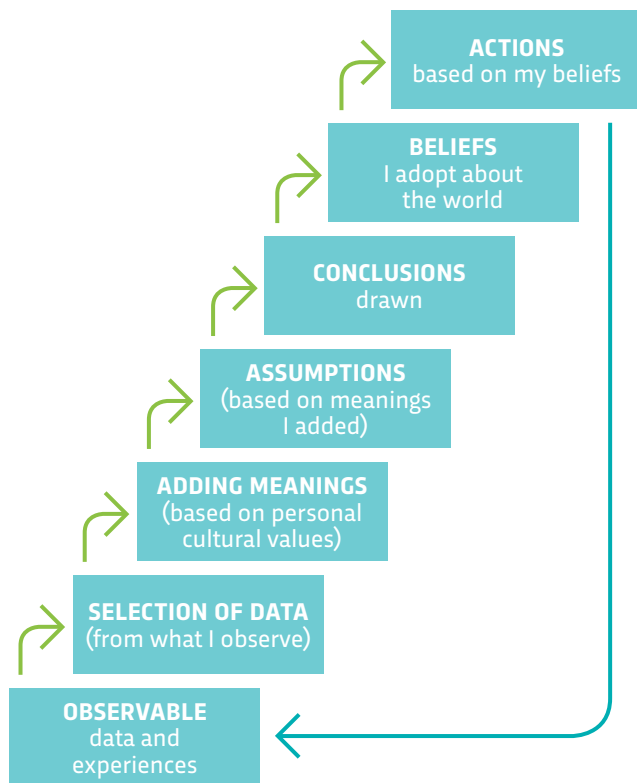 ACTIONS
based on my beliefs
BELIEFS
I adopt about
the world
CONCLUSIONS
drawn
ASSUMPTIONS
(based on meanings
I added)
ADDING MEANINGS
(based on personal
cultural values)
SELECTION OF DATA
(from what I observe)
OBSERVABLE
data and
experiences